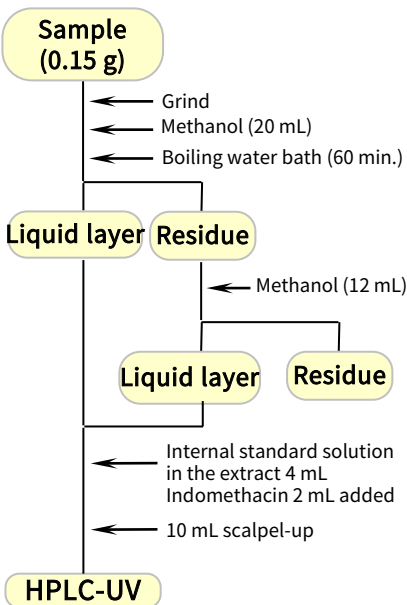 Sample
(0.15 g)
Grind
Methanol (20 mL)
Boiling water bath (60 min.)
Liquid layer
Residue
Methanol (12 mL)
Liquid layer
Residue
Internal standard solution
in the extract 4 mL
Indomethacin 2 mL added
10 mL scalpel-up
HPLC-UV